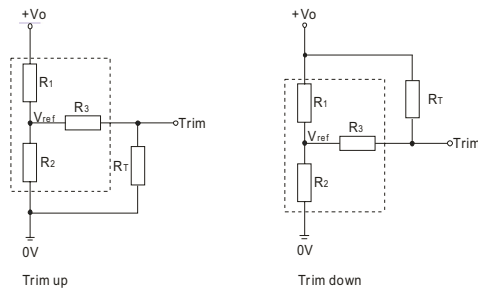 +Vo
R1
Vref
R3
Trim
R2
RT
0V
Trim up
+Vo
R1
RT
Vref
R3
Trim
R2
0V
Trim down